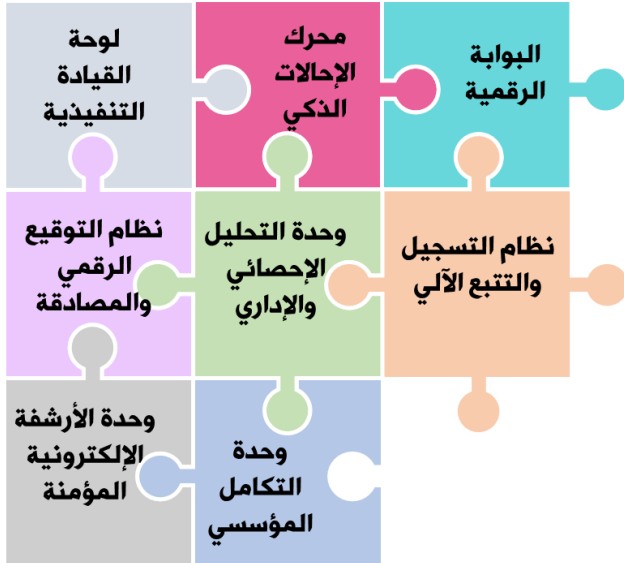 البوابة
الرقمية
محرك
الإحالات
الذكي
لوحة
القيادة
التنفيذية
نظام التسجيل
والتتبع الآلي
وحدة التحليل
الإحصائي
والإداري
نظام التوقيع
الرقمي
والمصادقة
وحدة
التكامل
المؤسسي
وحدة الأرشفة
الإلكترونية
المؤمنة